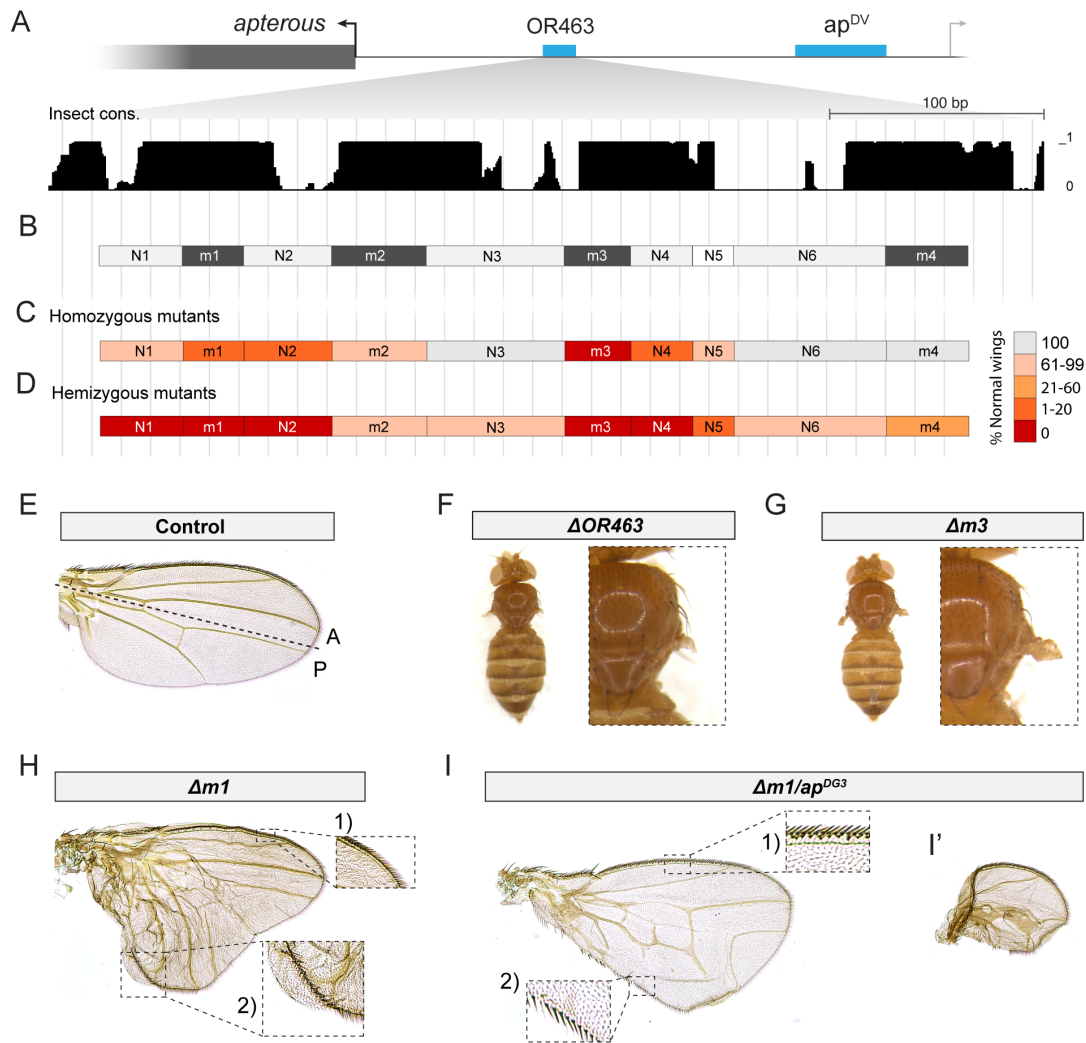 A
apterous
OR463
ap^DV
Insect cons.
100 bp
1
0
B
N1 m1 N2 m2 N3 m3 N4 N5 N6 m4
C Homozygous mutants
N1 m1 N2 m2 N3 m3 N4 N5 N6 m4
D Hemizygous mutants
N1 m1 N2 m2 N3 m3 N4 N5 N6 m4
% Normal wings
100
61-99
21-60
1-20
0
E
Control
A
P
F
ΔOR463
G
Δm3
H
Δm1
1)
2)
I
Δm1/ap^DG3
1)
2)
I’